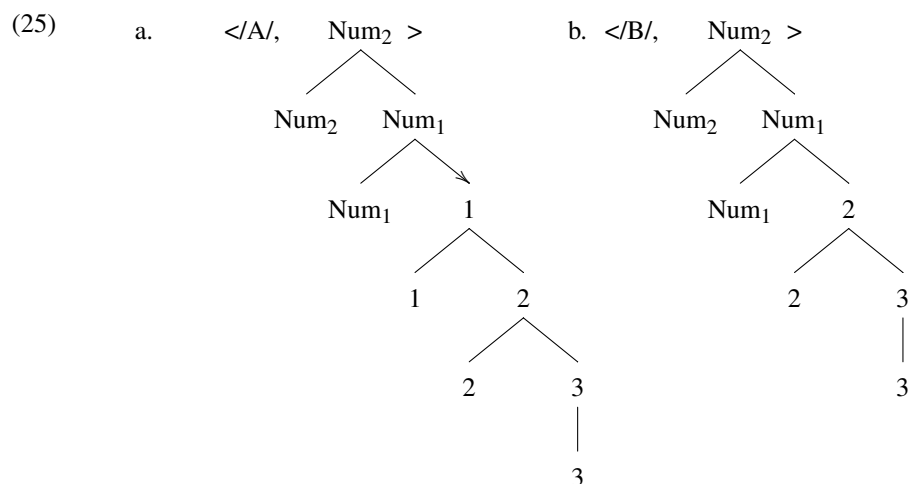 (25) a. </A/, Num₂ > b. </B/, Num₂ >
Num₂ Num₁ Num₂ Num₁
Num₁ 1 Num₁ 2
1 2 2 3
2 3 3
3